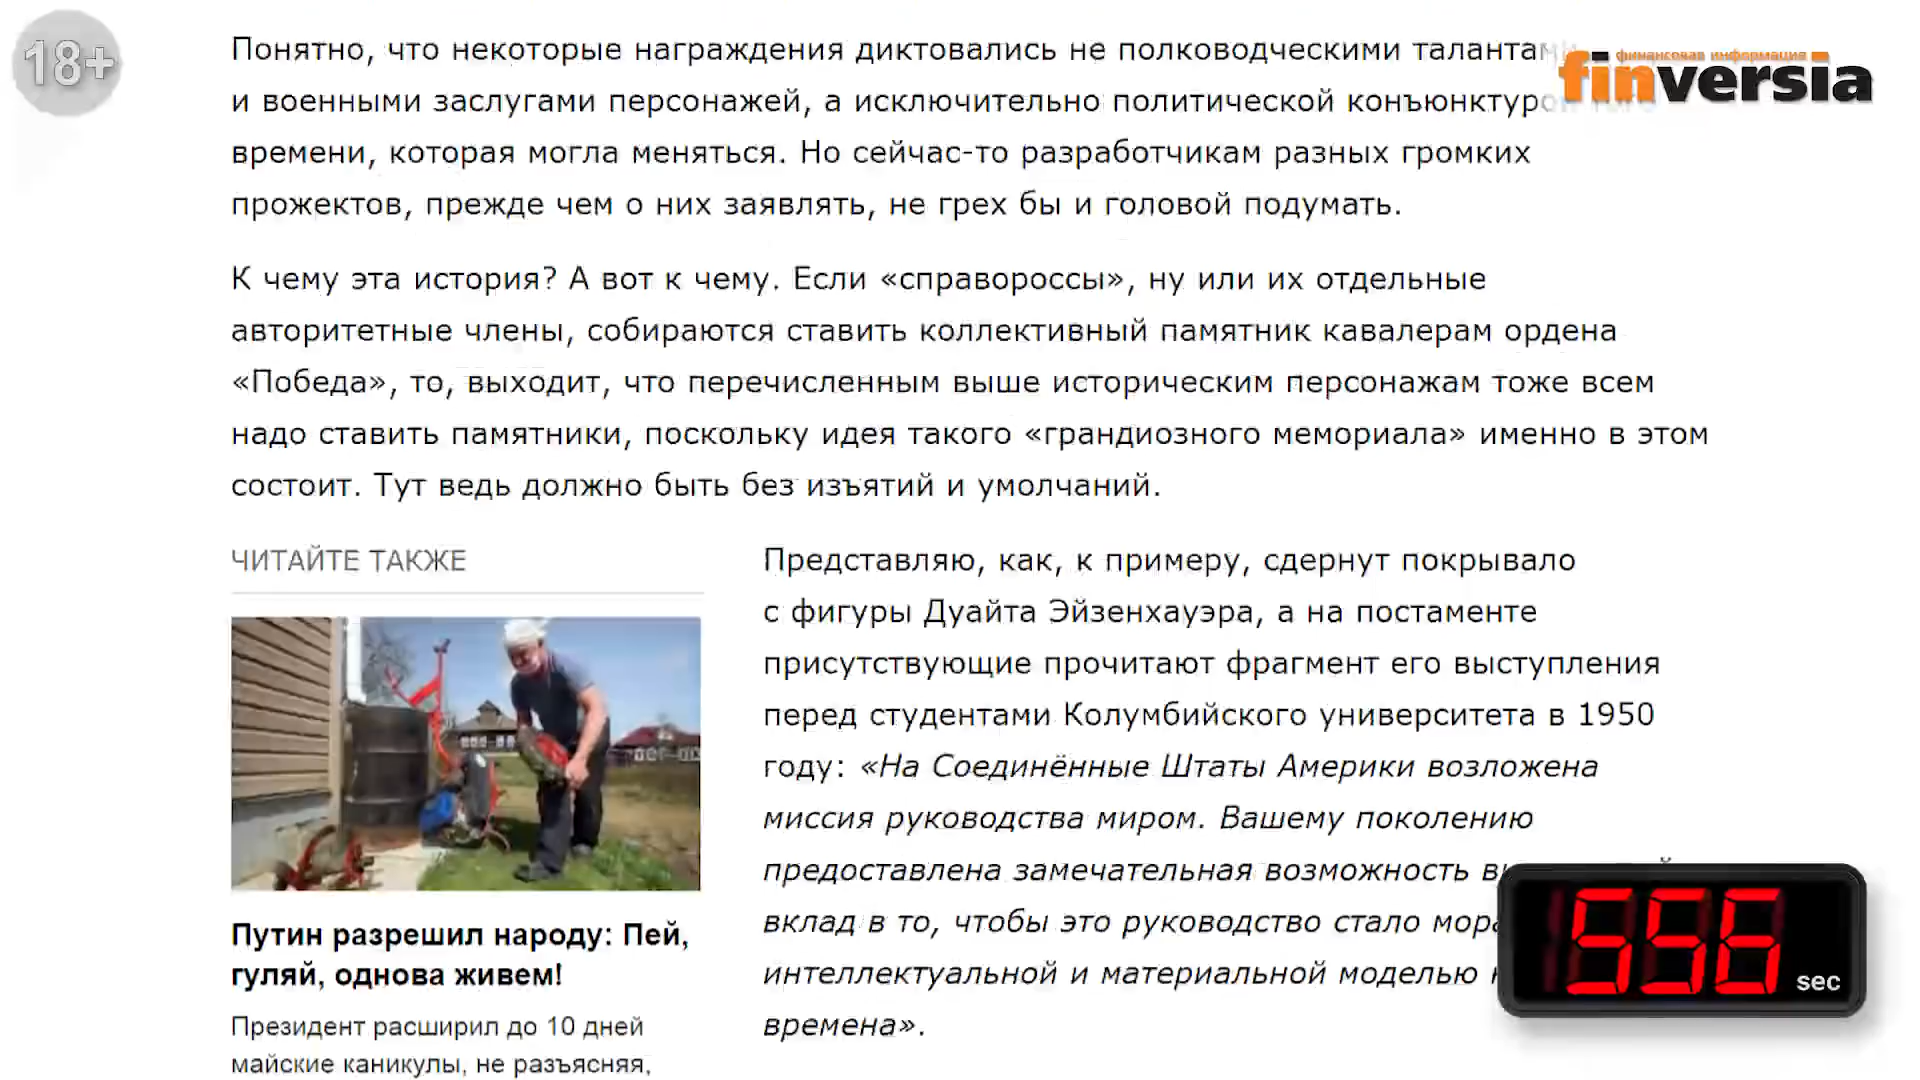 18+
финансовая информация
finversia
Понятно, что некоторые награждения диктовались не полководческими
и военными заслугами персонажей, а исключительно политической
времени, которая могла меняться. Но сейчас-то разработчикам разных громких
прожектов, прежде чем о них заявлять, не грех бы и головой подумать.
К чему эта история? А вот к чему. Если «справороссы», ну или их отдельные
авторитетные члены, собираются ставить коллективный памятник кавалерам ордена
«Победа», то, выходит, что перечисленным выше историческим персонажам тоже всем
надо ставить памятники, поскольку идея такого «грандиозного мемориала» именно в этом
состоит. Тут ведь должно быть без изъятий и умолчаний.
ЧИТАЙТЕ ТАКЖЕ
Путин разрешил народу: Пей,
гуляй, однова живем!
Президент расширил до 10 дней
майские каникулы, не разъясняя,
Представляю, как, к примеру, сдернут покрывало
с фигуры Дуайта Эйзенхауэра, а на постаменте
присутствующие прочитают фрагмент его выступления
перед студентами Колумбийского университета в 1950
году: «На Соединённые Штаты Америки возложена
миссия руководства миром. Вашему поколению
предоставлена замечательная возможность
вклад в то, чтобы это руководство стало
интеллектуальной и материальной моделью
времена».
556 sec